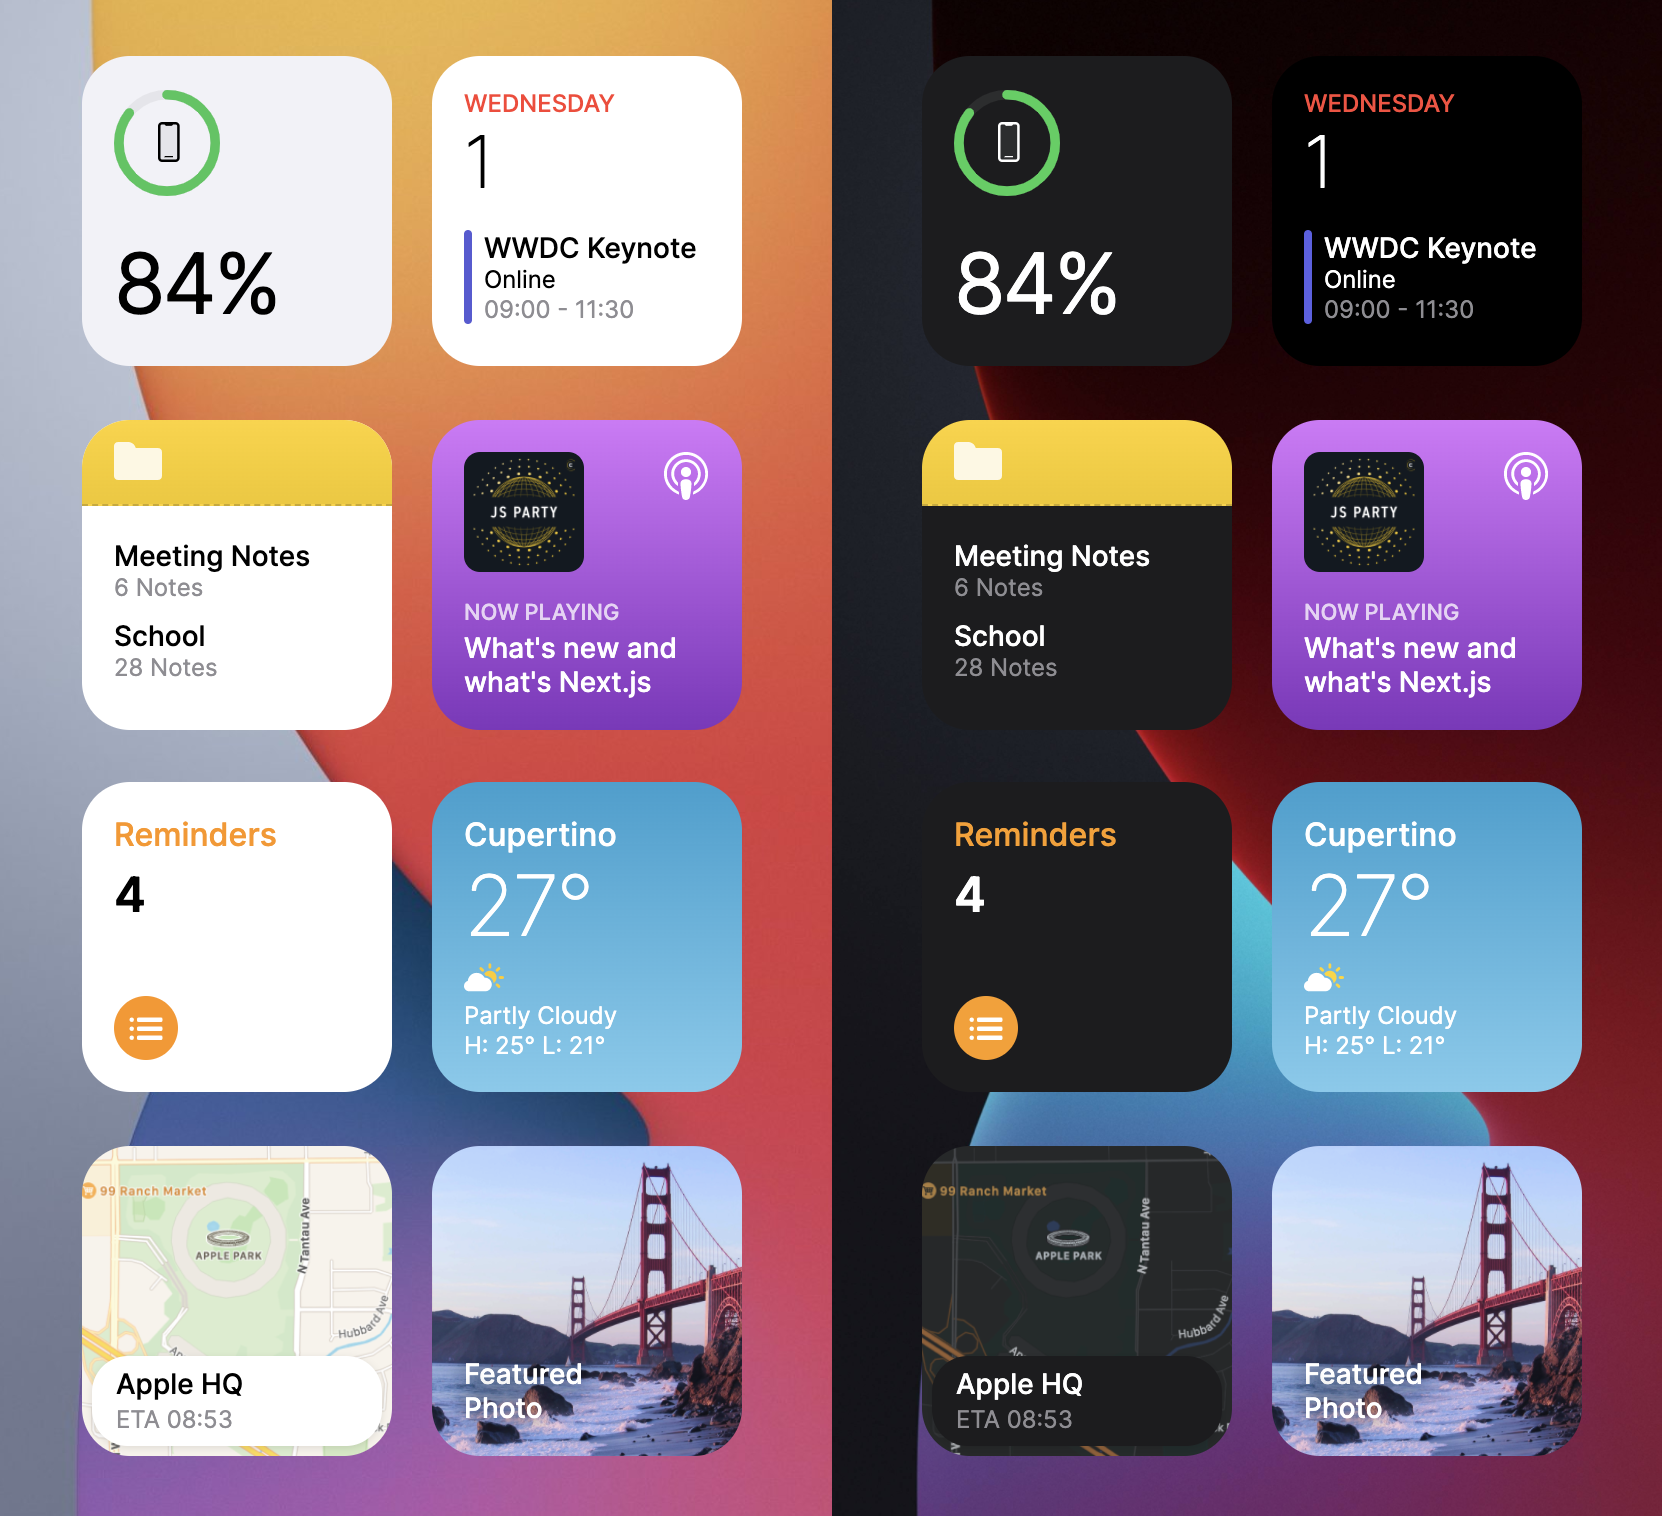 84%
WEDNESDAY
1
WWDC Keynote
Online
09:00 - 11:30
Meeting Notes
6 Notes
School
28 Notes
JS PARTY
NOW PLAYING
What's new and
what's Next.js
Reminders
4
Cupertino
27°
Partly Cloudy
H: 25° L: 21°
99 Ranch Market
APPLE PARK
N Tantau Ave
Hubbard Ave
Apple HQ
ETA 08:53
Featured
Photo
84%
WEDNESDAY
1
WWDC Keynote
Online
09:00 - 11:30
Meeting Notes
6 Notes
School
28 Notes
JS PARTY
NOW PLAYING
What's new and
what's Next.js
Reminders
4
Cupertino
27°
Partly Cloudy
H: 25° L: 21°
99 Ranch Market
APPLE PARK
N Tantau Ave
Hubbard Ave
Apple HQ
ETA 08:53
Featured
Photo